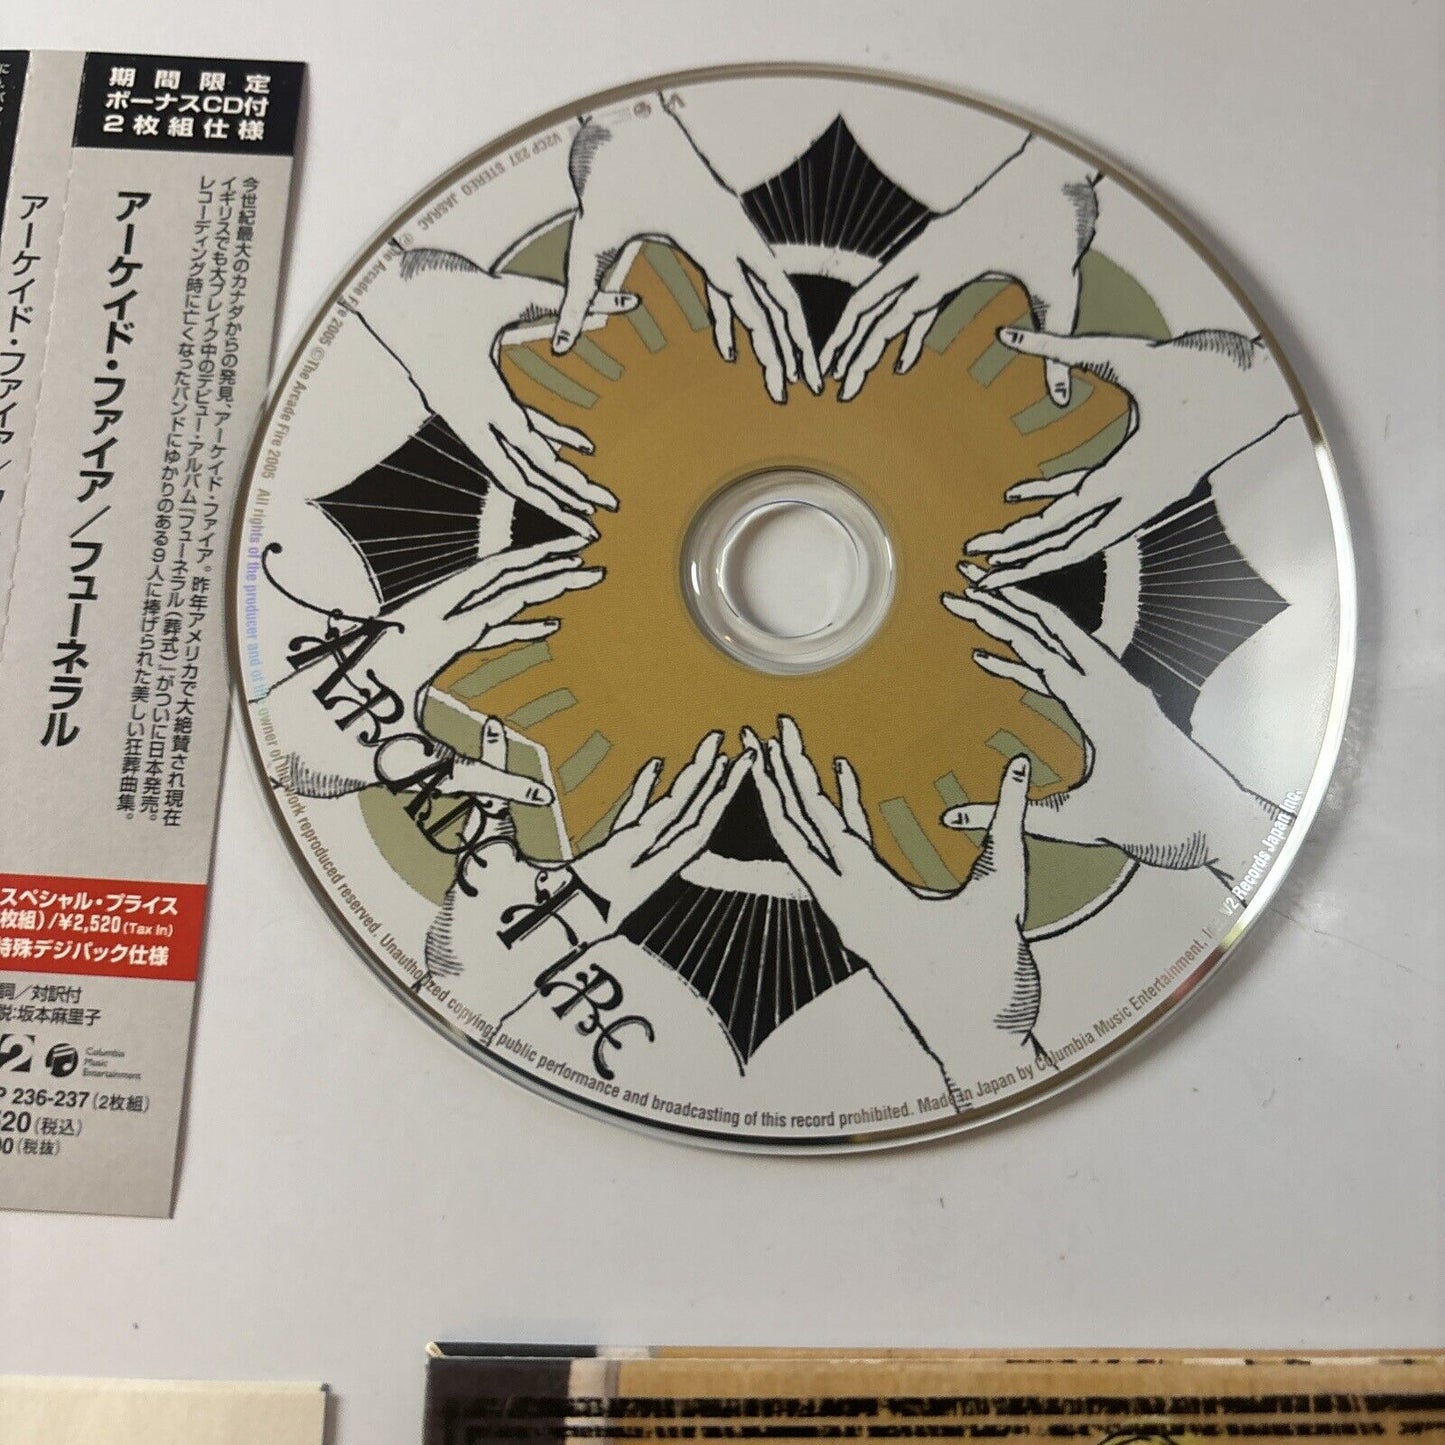 期間限定
ボーナスCD付
2枚組仕様
今世紀最大のカナダからの発見、アーケイド・ファイア。昨年アメリカで大絶賛され現在
イギリスでも大ブレイク中のデビュー・アルバム『フューネラル(葬式)』がついに日本発売。
レコーディング時に亡くなったバンドにゆかりのある9人に捧げられた美しい狂葬曲集。
アーケイド・ファイア／フューネラル
アーケイド・ファイア／フ
スペシャル・プライス
枚組)/¥2,520(Tax In)
特殊デジパック仕様
詞／対訳付
説:坂本麻里子
Columbia
Music
Entertainment
P 236-237(2枚組)
520(税込)
00(税抜)
ARCADE FIRE
V2CP 237 STEREO JASRAC ℗The Arcade Fire 2005 ©The Arcade Fire 2005 All rights of the producer and of the owner of the work reproduced reserved. Unauthorized copying, public performance and broadcasting of this record prohibited. Made in Japan by Columbia Music Entertainment, Inc. V2 Records Japan Inc.